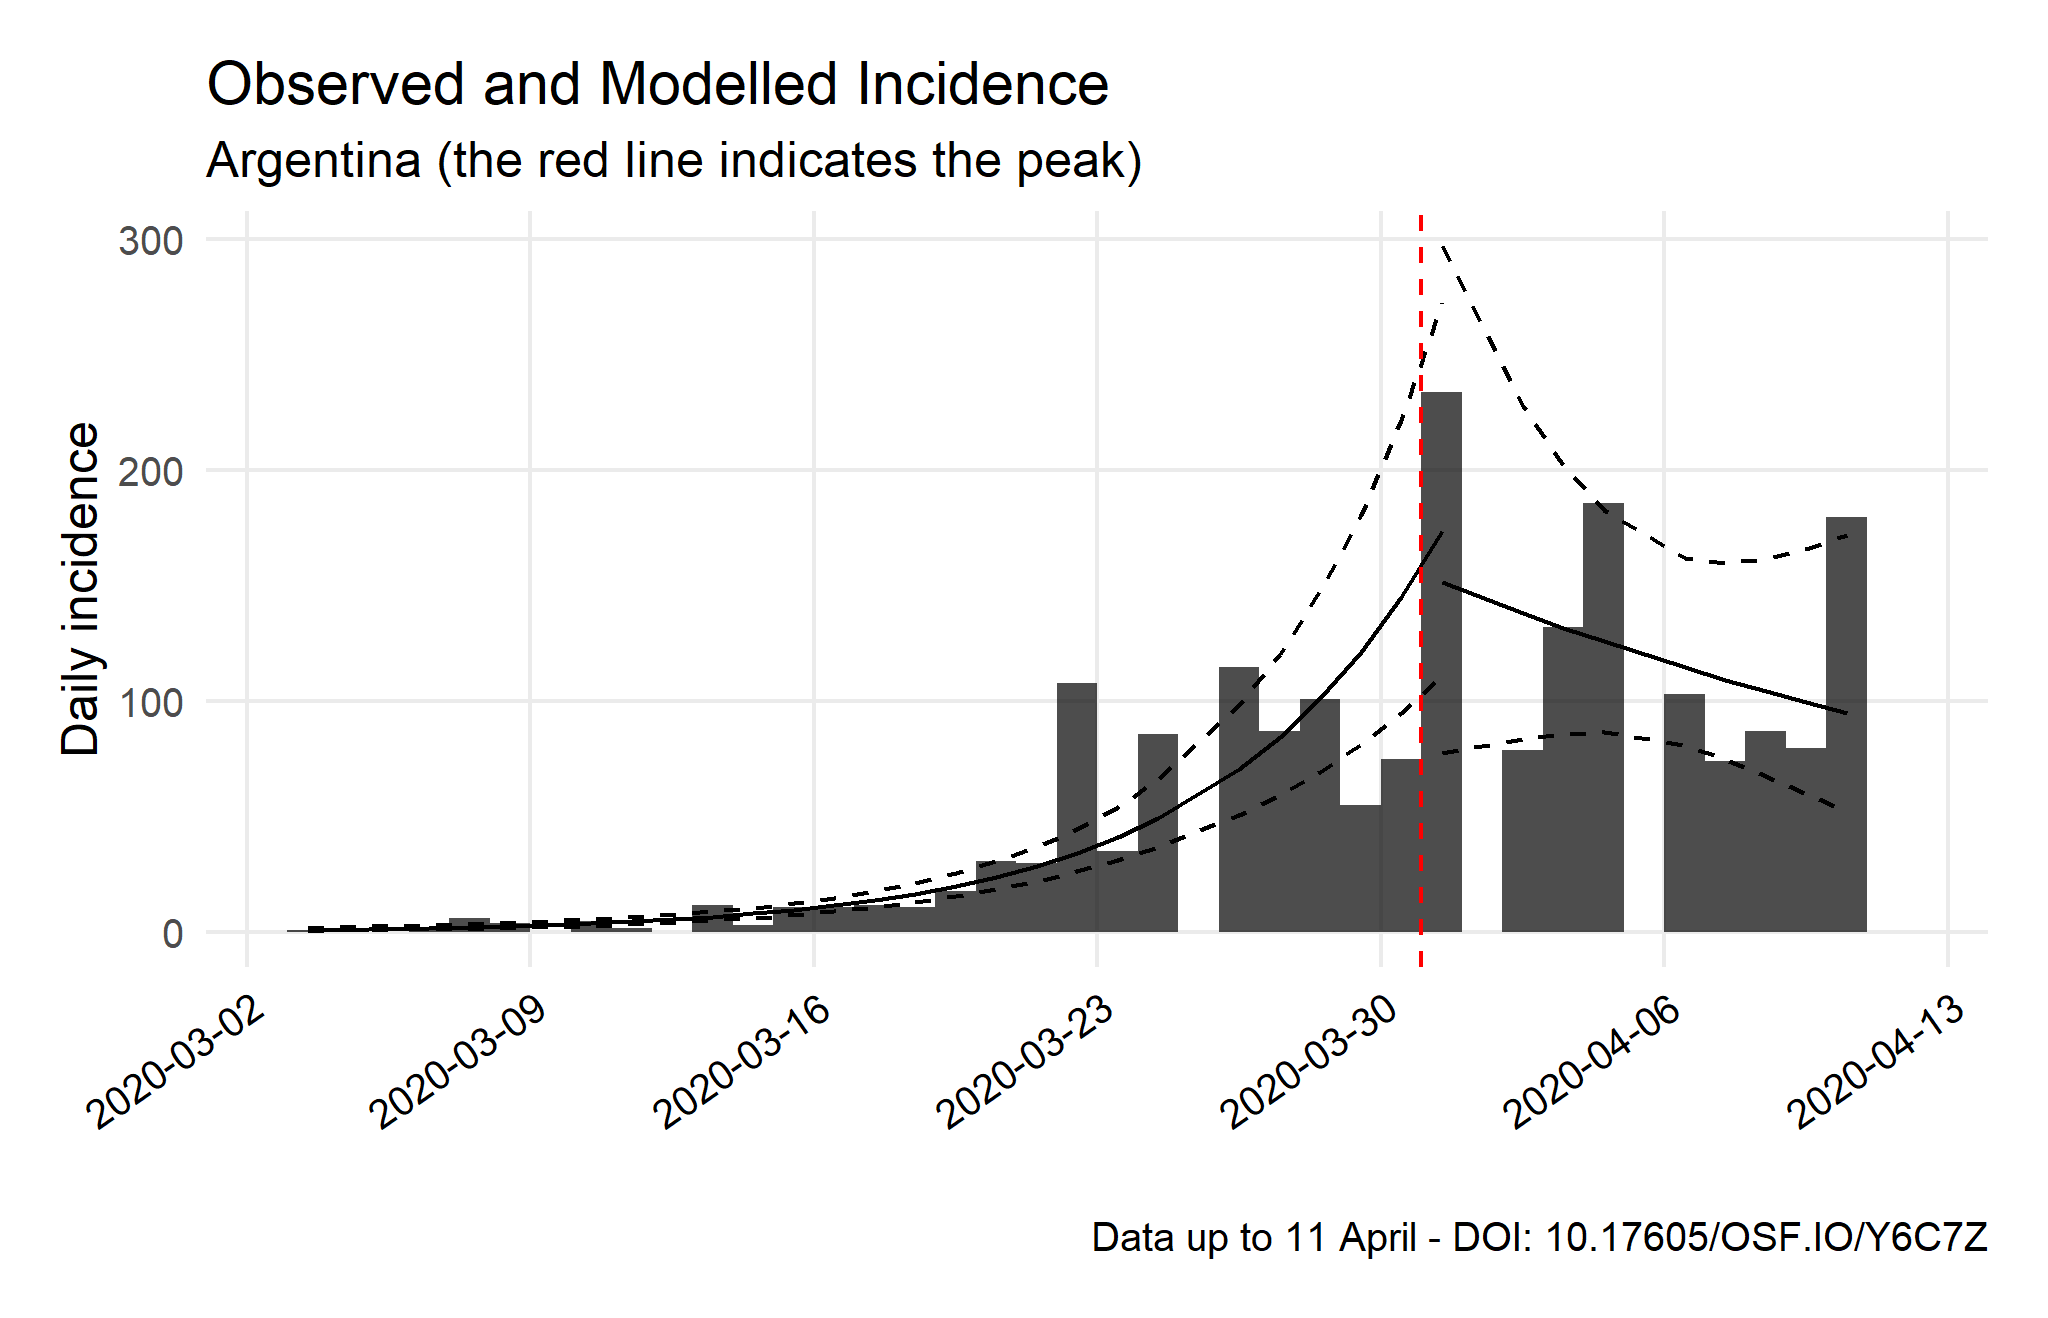 Observed and Modelled Incidence
Argentina (the red line indicates the peak)
Daily incidence
300
200
100
0
2020-03-02
2020-03-09
2020-03-16
2020-03-23
2020-03-30
2020-04-06
2020-04-13
Data up to 11 April - DOI: 10.17605/OSF.IO/Y6C7Z